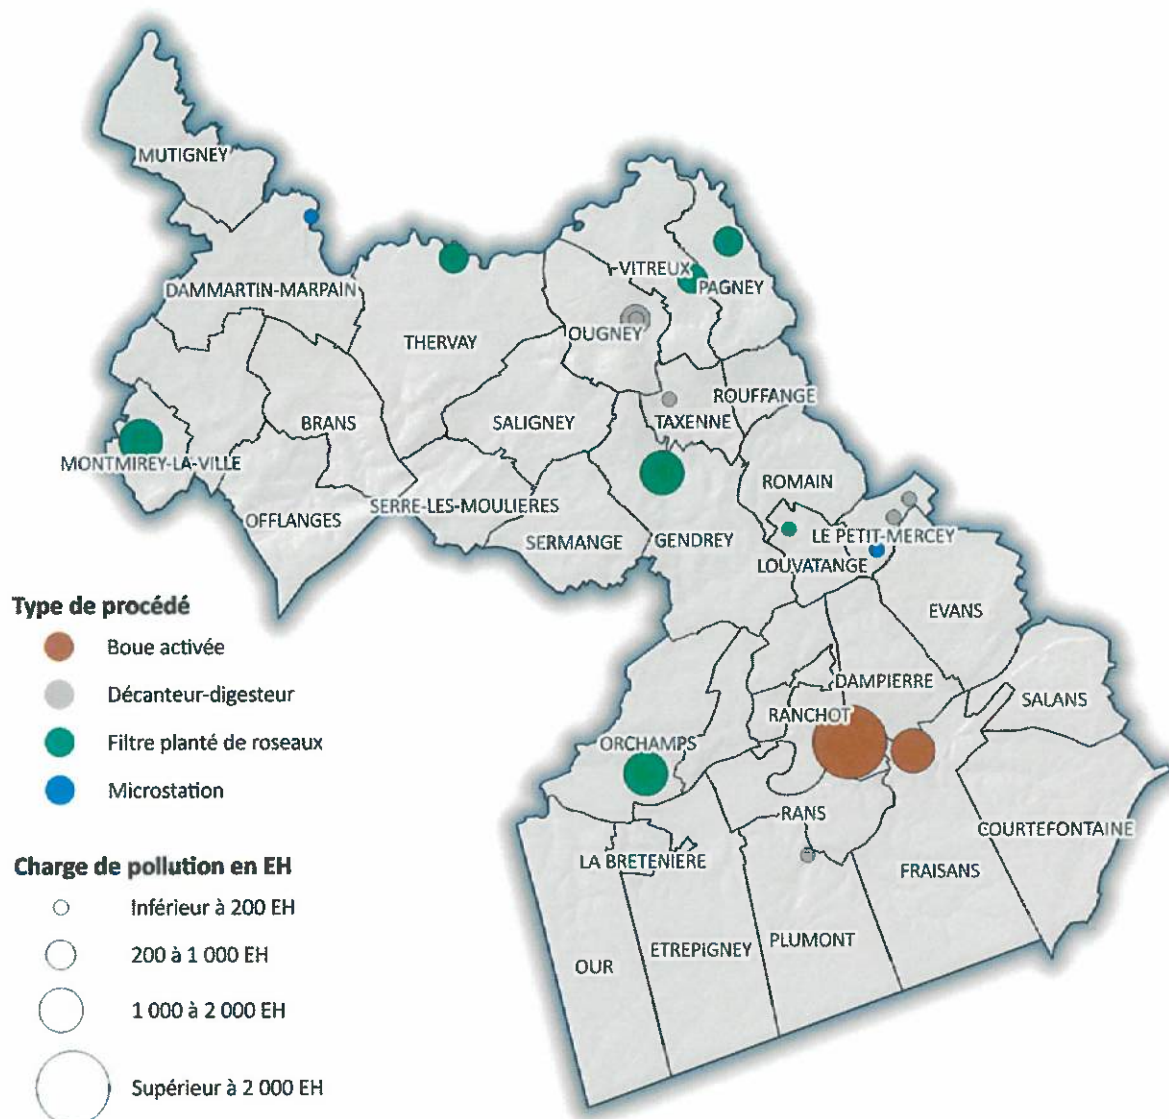 MUTIGNEY
DAMMARTIN-MARPAIN
VITREUX
PAGNEY
OUGNEY
THERVAY
ROUFFANGE
TAXENNE
SALIGNEY
BRANS
MONTMIREY-LA-VILLE
ROMAIN
SERRE-LES-MOULIERES
OFFLANGES
SERMANGE
GENDREY
LE PETIT-MERCEY
LOUVATANGE
EVANS
DAMPIERRE
SALANS
RANCHOT
ORCHAMPS
RANS
COURTEFONTAINE
LA BRETENIERE
FRAISANS
PLUMONT
ETREPIGNEY
OUR
Type de procédé
Boue activée
Décanteur-digesteur
Filtre planté de roseaux
Microstation
Charge de pollution en EH
Inférieur à 200 EH
200 à 1 000 EH
1 000 à 2 000 EH
Supérieur à 2 000 EH